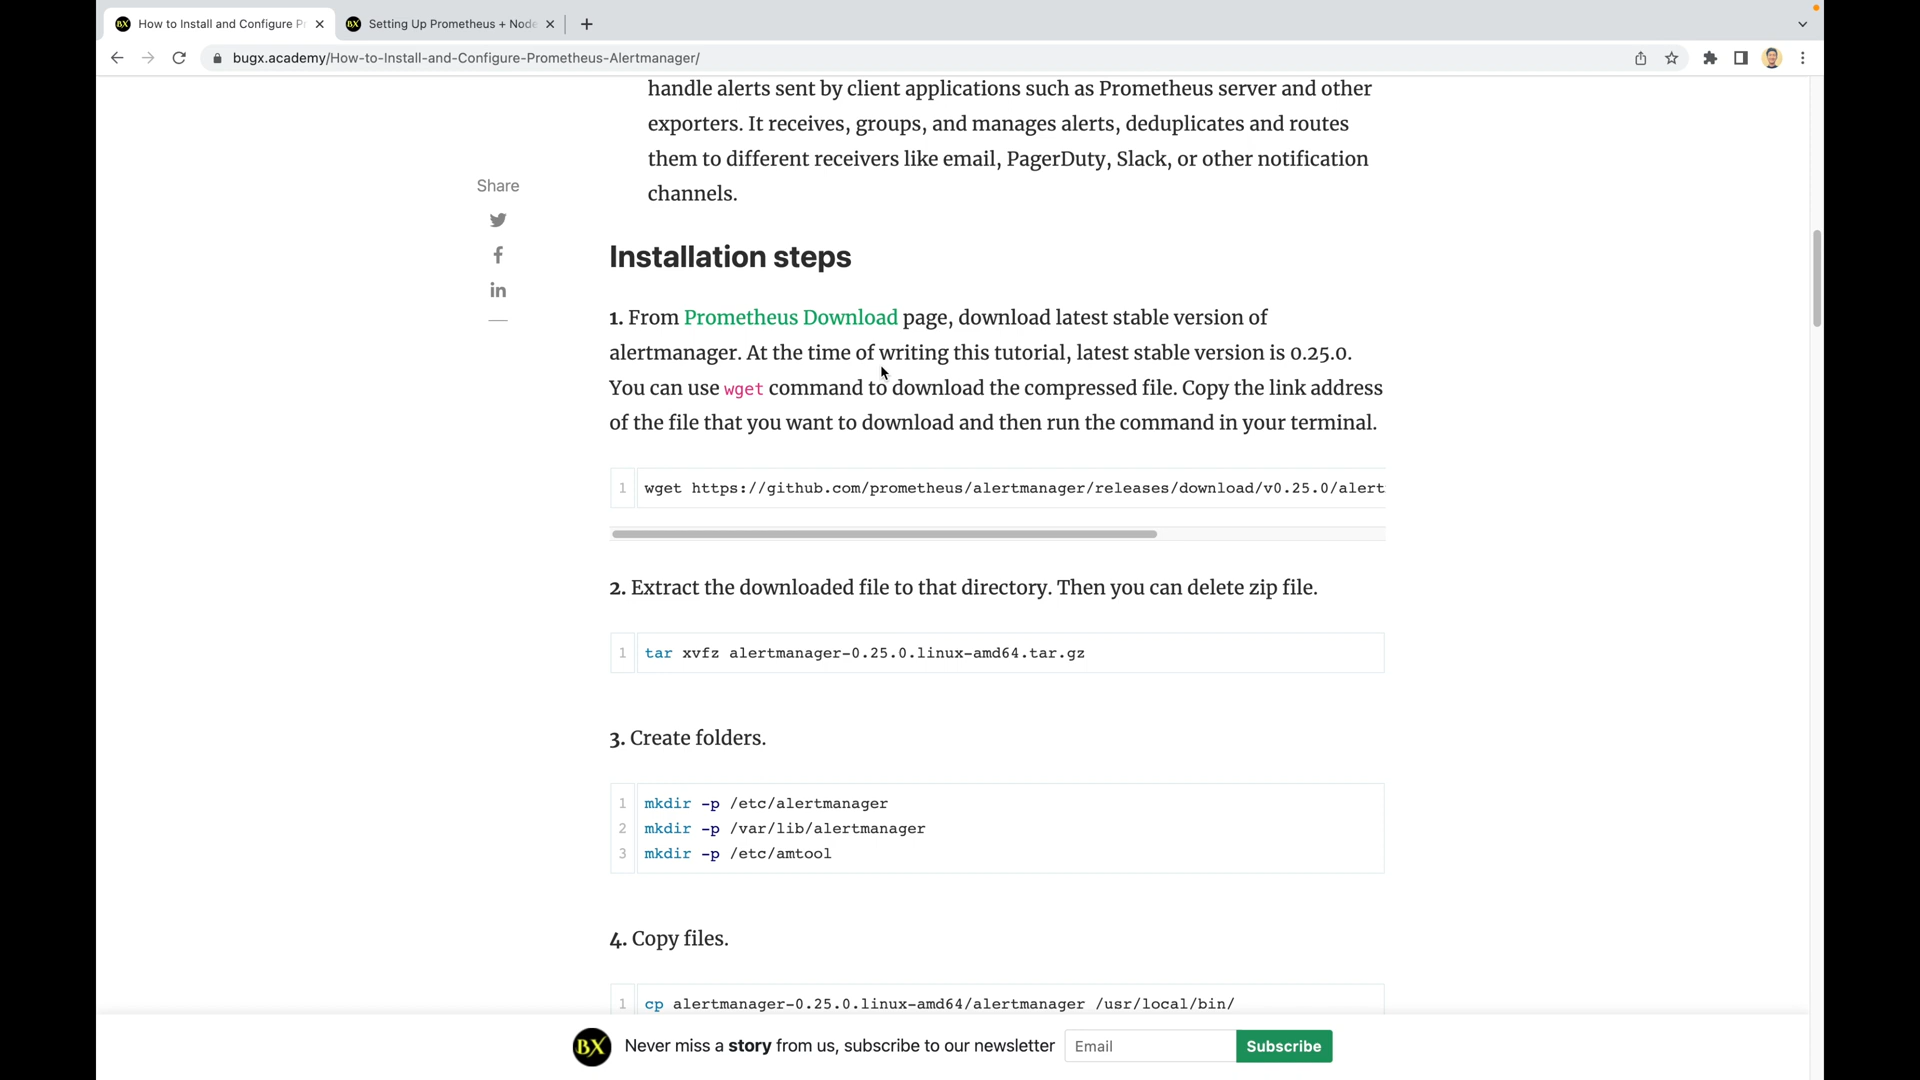 BX How to Install and Configure P
BX Setting Up Prometheus + Node
bugx.academy/How-to-Install-and-Configure-Prometheus-Alertmanager/
handle alerts sent by client applications such as Prometheus server and other
exporters. It receives, groups, and manages alerts, deduplicates and routes
them to different receivers like email, PagerDuty, Slack, or other notification
channels.
Share
Installation steps
1. From Prometheus Download page, download latest stable version of
alertmanager. At the time of writing this tutorial, latest stable version is 0.25.0.
You can use wget command to download the compressed file. Copy the link address
of the file that you want to download and then run the command in your terminal.
1 wget https://github.com/prometheus/alertmanager/releases/download/v0.25.0/alert
2. Extract the downloaded file to that directory. Then you can delete zip file.
1 tar xvfz alertmanager-0.25.0.linux-amd64.tar.gz
3. Create folders.
1 mkdir -p /etc/alertmanager
2 mkdir -p /var/lib/alertmanager
3 mkdir -p /etc/amtool
4. Copy files.
1 cp alertmanager-0.25.0.linux-amd64/alertmanager /usr/local/bin/
BX Never miss a story from us, subscribe to our newsletter Email Subscribe